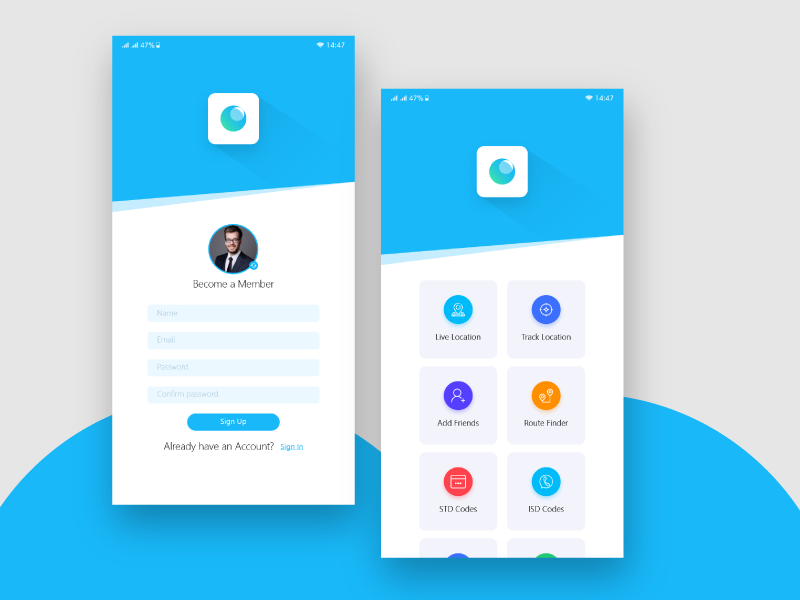 47%
14:47
Become a Member
Name
Email
Password
Confirm password
Sign Up
Already have an Account? Sign In
47%
14:47
Live Location
Track Location
Add Friends
Route Finder
STD Codes
ISD Codes